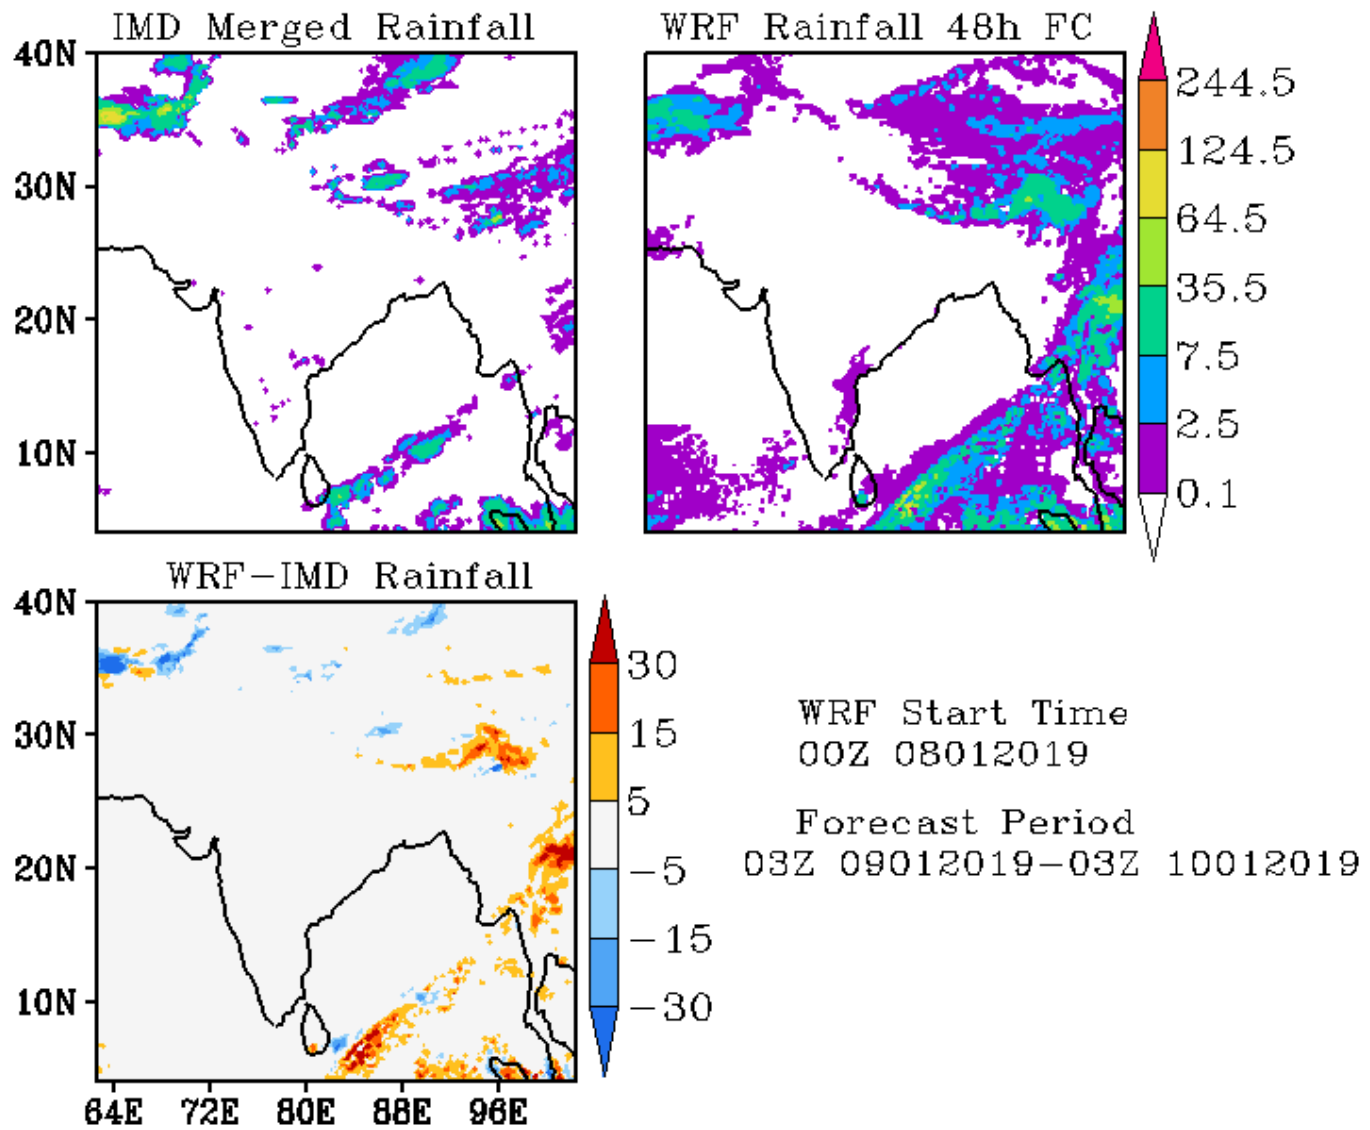 IMD Merged Rainfall
WRF Rainfall 48h FC
40N
30N
20N
10N
244.5
124.5
64.5
35.5
7.5
2.5
0.1
WRF-IMD Rainfall
40N
30N
20N
10N
64E 72E 80E 88E 96E
30
15
5
-5
-15
-30
WRF Start Time
00Z 08012019
Forecast Period
03Z 09012019-03Z 10012019